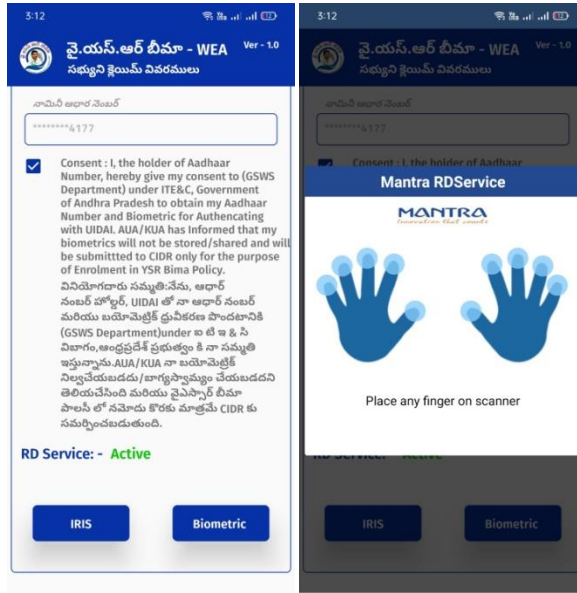 3:12
వై.యస్.ఆర్ బీమా - WEA Ver - 1.0
సభ్యుని క్లెయిమ్ వివరములు
నామినీ ఆధార నెంబర్
********4177
Consent : I, the holder of Aadhaar
Number, hereby give my consent to (GSWS
Department) under ITE&C, Government
of Andhra Pradesh to obtain my Aadhaar
Number and Biometric for Authencating
with UIDAI. AUA/KUA has Informed that my
biometrics will not be stored/shared and will
be submittted to CIDR only for the purpose
of Enrolment in YSR Bima Policy.
వినియోగదారు సమ్మతి:నేను, ఆధార్
నంబర్ హోల్డర్, UIDAI తో నా ఆధార్ నంబర్
మరియు బయోమెట్రిక్ ధ్రువీకరణ పొందటానికి
(GSWS Department)under ఐ టి ఇ & సి
విభాగం,ఆంధ్రప్రదేశ్ ప్రభుత్వం కి నా సమ్మతి
ఇస్తున్నాను.AUA/KUA నా బయోమెట్రిక్
నిల్వచేయబడదు/బాగ్యస్వామ్యం చేయబడదని
తెలియచేసింది మరియు వైఎస్సార్ బీమా
పాలసీ లో నమోదు కొరకు మాత్రమే CIDR కు
సమర్పించబడుతుంది.
RD Service: - Active
IRIS Biometric
3:12
వై.యస్.ఆర్ బీమా - WEA Ver - 1.0
సభ్యుని క్లెయిమ్ వివరములు
నామినీ ఆధార నెంబర్
********4177
Consent : I, the holder of Aadhaar
Mantra RDService
MANTRA
Innovation that counts
Place any finger on scanner
RD Service: - Active
IRIS Biometric